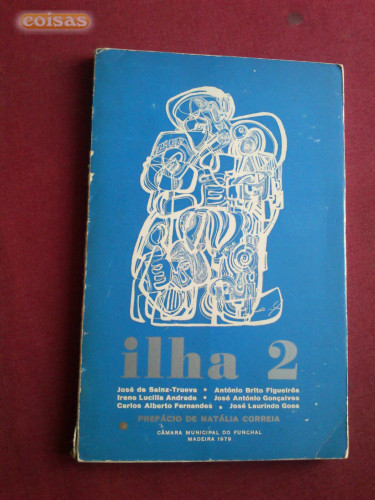 coisas
ilha 2
José de Sainz-Trueva • António Brito Figueirôa
Irene Lucília Andrade • José António Gonçalves
Carlos Alberto Fernandes • José Laurindo Goes
PREFÁCIO DE NATÁLIA CORREIA
CÂMARA MUNICIPAL DO FUNCHAL
MADEIRA 1979